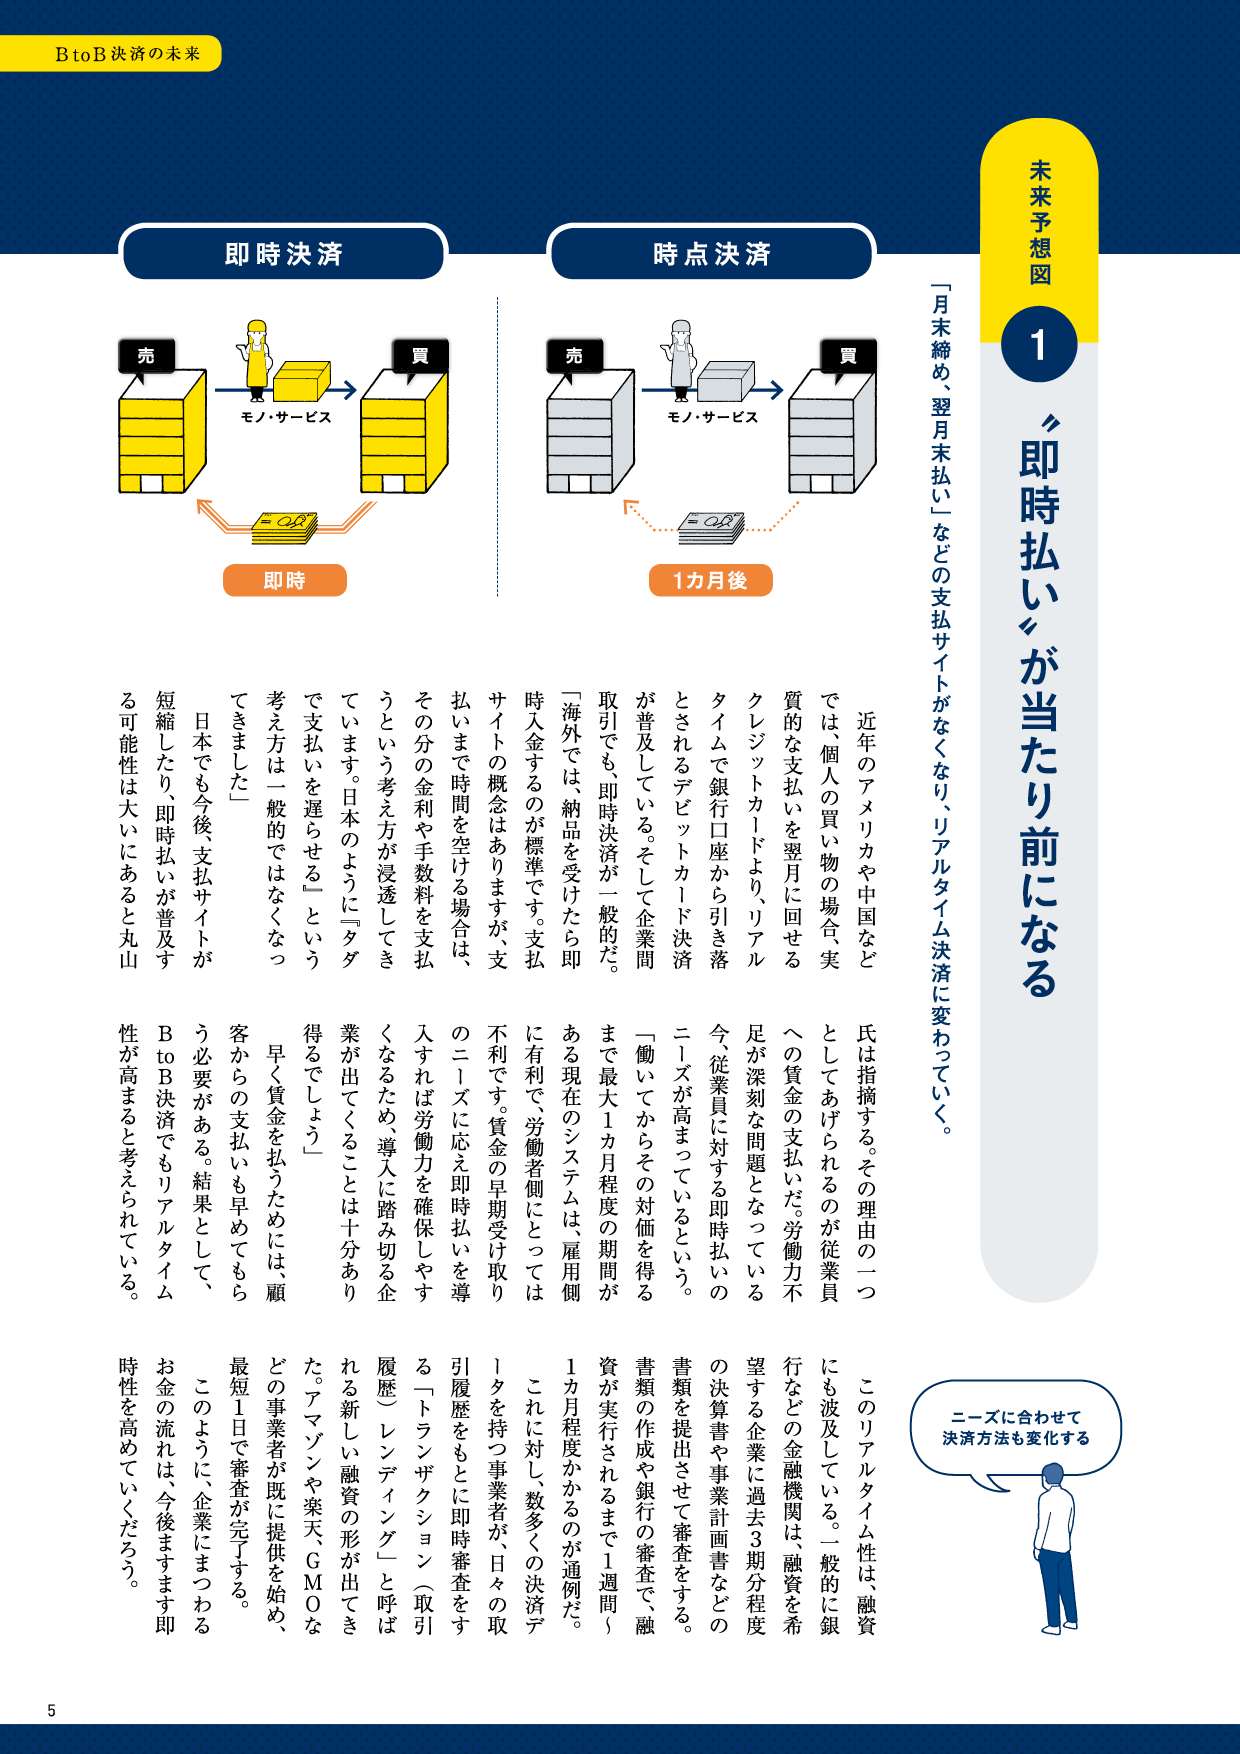 BtoB決済の未来
未来予想図
1
〝即時払い〟が当たり前になる
「月末締め、翌月末払い」などの支払サイトがなくなり、リアルタイム決済に変わっていく。
時点決済
売
買
モノ・サービス
1カ月後
即時決済
売
買
モノ・サービス
即時
近年のアメリカや中国など
では、個人の買い物の場合、実
質的な支払いを翌月に回せる
クレジットカードより、リアル
タイムで銀行口座から引き落
とされるデビットカード決済
が普及している。そして企業間
取引でも、即時決済が一般的だ。
「海外では、納品を受けたら即
時入金するのが標準です。支払
サイトの概念はありますが、支
払いまで時間を空ける場合は、
その分の金利や手数料を支払
うという考え方が浸透してき
ています。日本のように『タダ
で支払いを遅らせる』という
考え方は一般的ではなくなっ
てきました」
日本でも今後、支払サイトが
短縮したり、即時払いが普及す
る可能性は大いにあると丸山
氏は指摘する。その理由の一つ
としてあげられるのが従業員
への賃金の支払いだ。労働力不
足が深刻な問題となっている
今、従業員に対する即時払いの
ニーズが高まっているという。
「働いてからその対価を得る
まで最大1カ月程度の期間が
ある現在のシステムは、雇用側
に有利で、労働者側にとっては
不利です。賃金の早期受け取り
のニーズに応え即時払いを導
入すれば労働力を確保しやす
くなるため、導入に踏み切る企
業が出てくることは十分あり
得るでしょう」
早く賃金を払うためには、顧
客からの支払いも早めてもら
う必要がある。結果として、
BtoB決済でもリアルタイム
性が高まると考えられている。
このリアルタイム性は、融資
にも波及している。一般的に銀
行などの金融機関は、融資を希
望する企業に過去3期分程度
の決算書や事業計画書などの
書類を提出させて審査をする。
書類の作成や銀行の審査で、融
資が実行されるまで1週間〜
1カ月程度かかるのが通例だ。
これに対し、数多くの決済デ
ータを持つ事業者が、日々の取
引履歴をもとに即時審査をす
る「トランザクション（取引
履歴）レンディング」と呼ば
れる新しい融資の形が出てき
た。アマゾンや楽天、GMOな
どの事業者が既に提供を始め、
最短1日で審査が完了する。
このように、企業にまつわる
お金の流れは、今後ますます即
時性を高めていくだろう。
ニーズに合わせて
決済方法も変化する
5